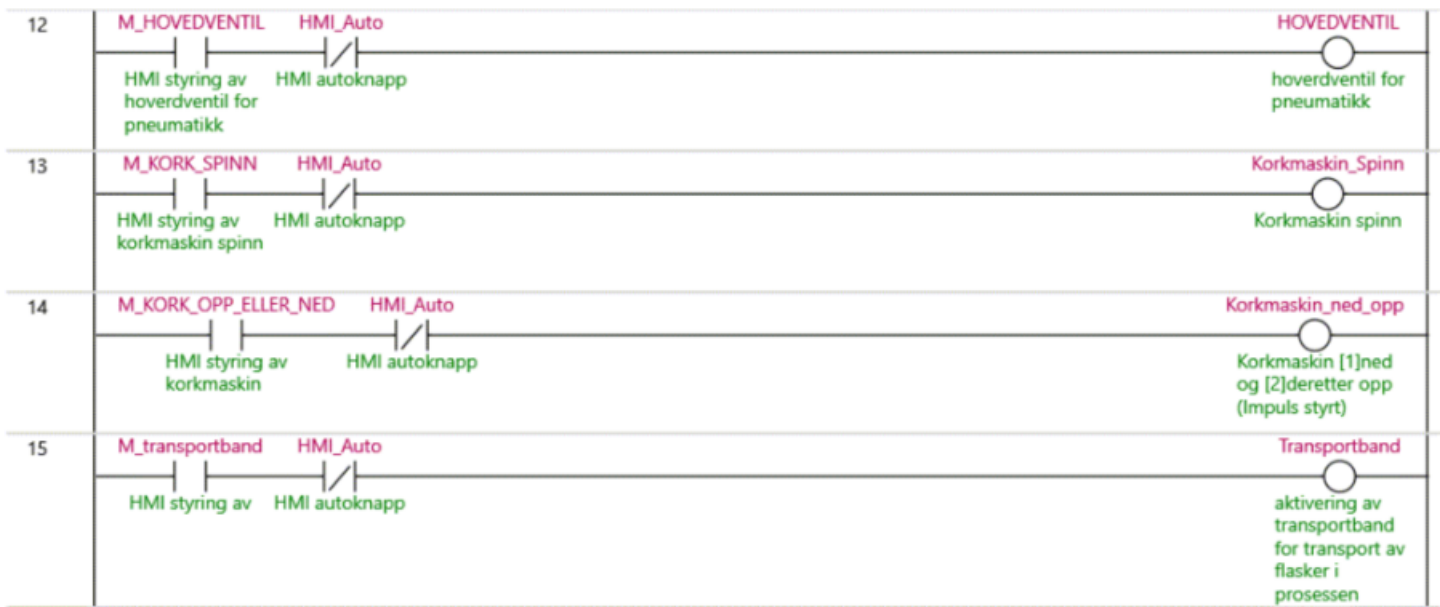 12
M_HOVEDVENTIL HMI_Auto HOVEDVENTIL
HMI styring av HMI autoknapp hoverdventil for
hoverdventil for pneumatikk
pneumatikk
13
M_KORK_SPINN HMI_Auto Korkmaskin_Spinn
HMI styring av HMI autoknapp Korkmaskin spinn
korkmaskin spinn
14
M_KORK_OPP_ELLER_NED HMI_Auto Korkmaskin_ned_opp
HMI styring av HMI autoknapp Korkmaskin [1]ned
korkmaskin og [2]deretter opp
(Impuls styrt)
15
M_transportband HMI_Auto Transportband
HMI styring av HMI autoknapp aktivering av
transportband
for transport av
flasker i
prosessen